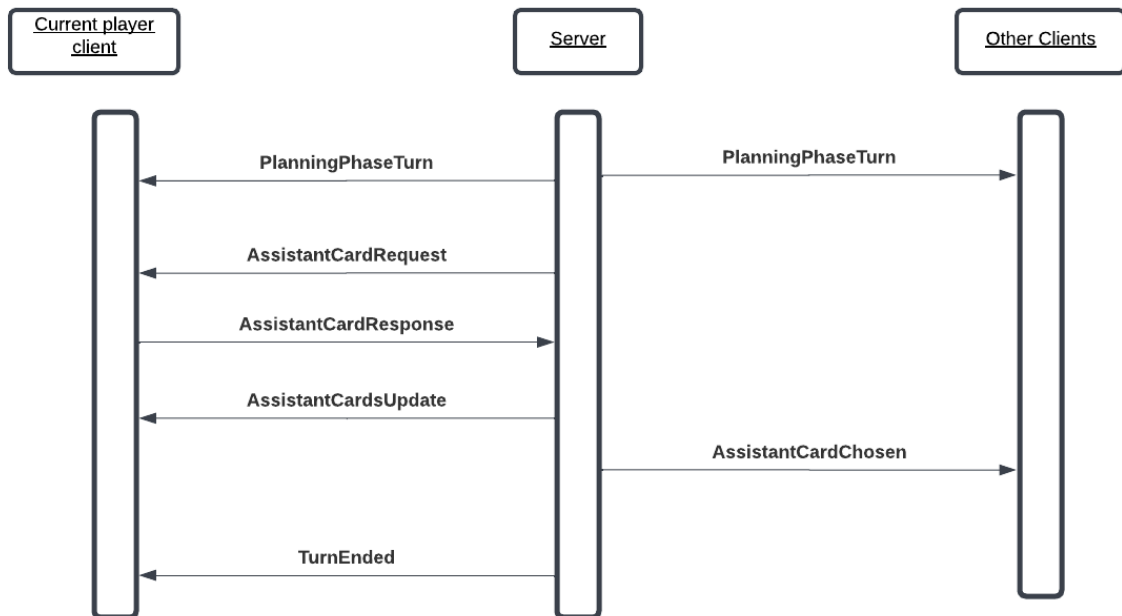 Current player
client
Server
Other Clients
PlanningPhaseTurn
PlanningPhaseTurn
AssistantCardRequest
AssistantCardResponse
AssistantCardsUpdate
AssistantCardChosen
TurnEnded